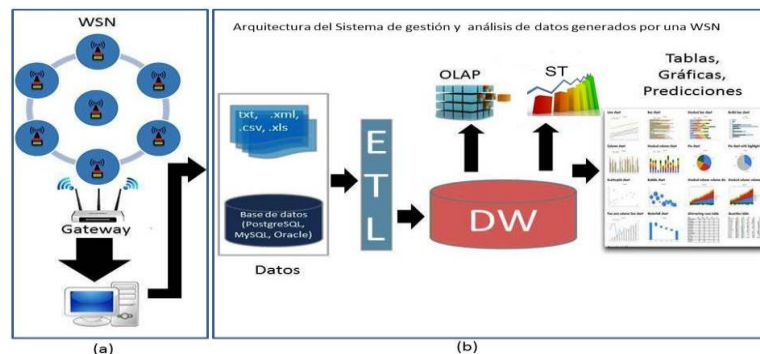 WSN
Gateway
(a)
Arquitectura del Sistema de gestión y análisis de datos generados por una WSN
txt, .xml,
.csv, .xls
Base de datos
(PostgreSQL,
MySQL, Oracle)
Datos
E
T
L
OLAP
ST
DW
Tablas,
Gráficas,
Predicciones
(b)